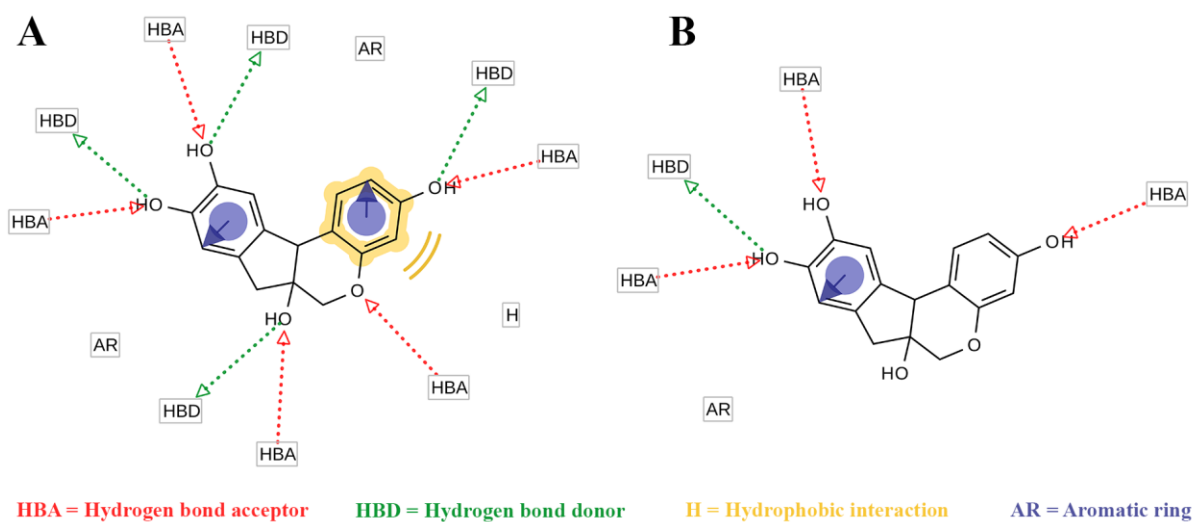 A
B
HBA
HBD
AR
HBD
HBD
HBA
HBA
HO
HO
OH
O
HO
H
AR
HBA
HBD
HBA
HBA
HBD
HBA
HBA
HO
HO
OH
O
HO
AR
HBA = Hydrogen bond acceptor HBD = Hydrogen bond donor H = Hydrophobic interaction AR = Aromatic ring